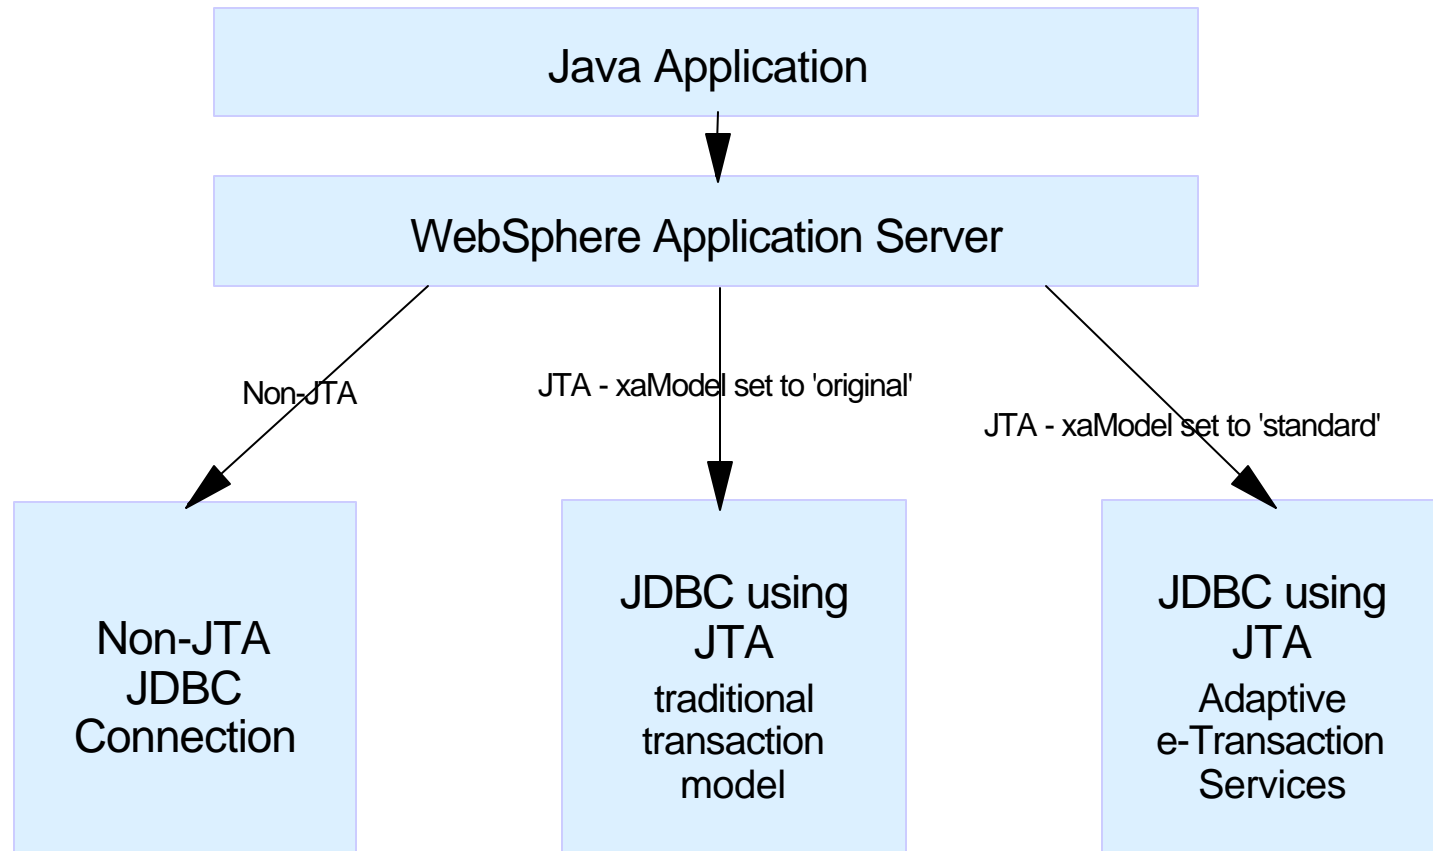 Java Application
WebSphere Application Server
Non-JTA
JTA - xaModel set to 'original'
JTA - xaModel set to 'standard'
Non-JTA
JDBC
Connection
JDBC using
JTA
traditional
transaction
model
JDBC using
JTA
Adaptive
e-Transaction
Services